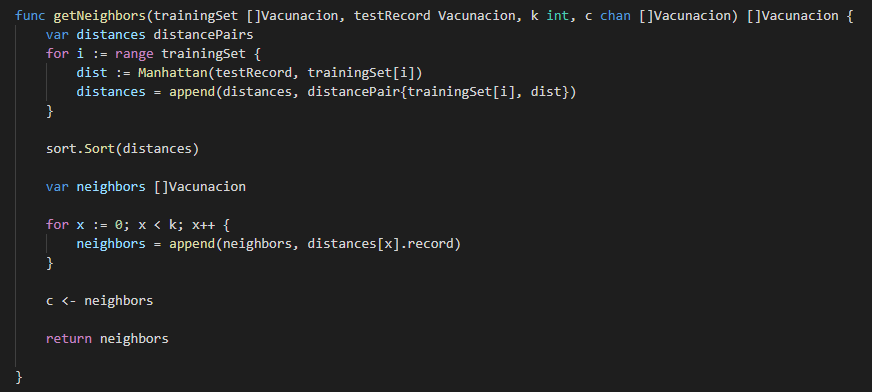 func getNeighbors(trainingSet []Vacunacion, testRecord Vacunacion, k int, c chan []Vacunacion) []Vacunacion {
    var distances distancePairs
    for i := range trainingSet {
        dist := Manhattan(testRecord, trainingSet[i])
        distances = append(distances, distancePair{trainingSet[i], dist})
    }

    sort.Sort(distances)

    var neighbors []Vacunacion

    for x := 0; x < k; x++ {
        neighbors = append(neighbors, distances[x].record)
    }

    c <- neighbors

    return neighbors

}